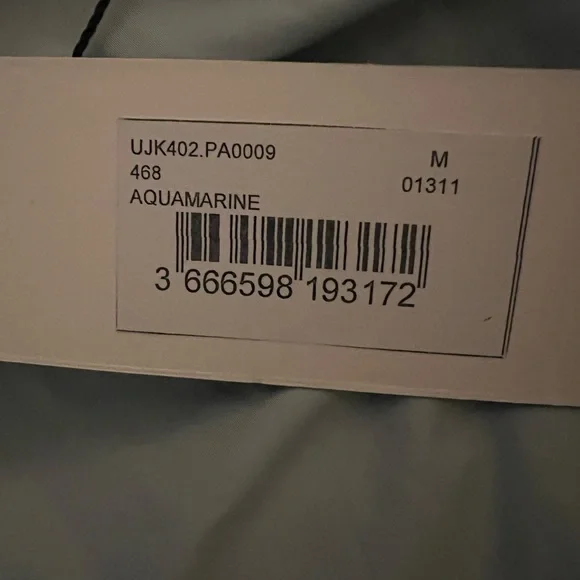 UJK402.PA0009
M
468
01311
AQUAMARINE
3 666598 193172